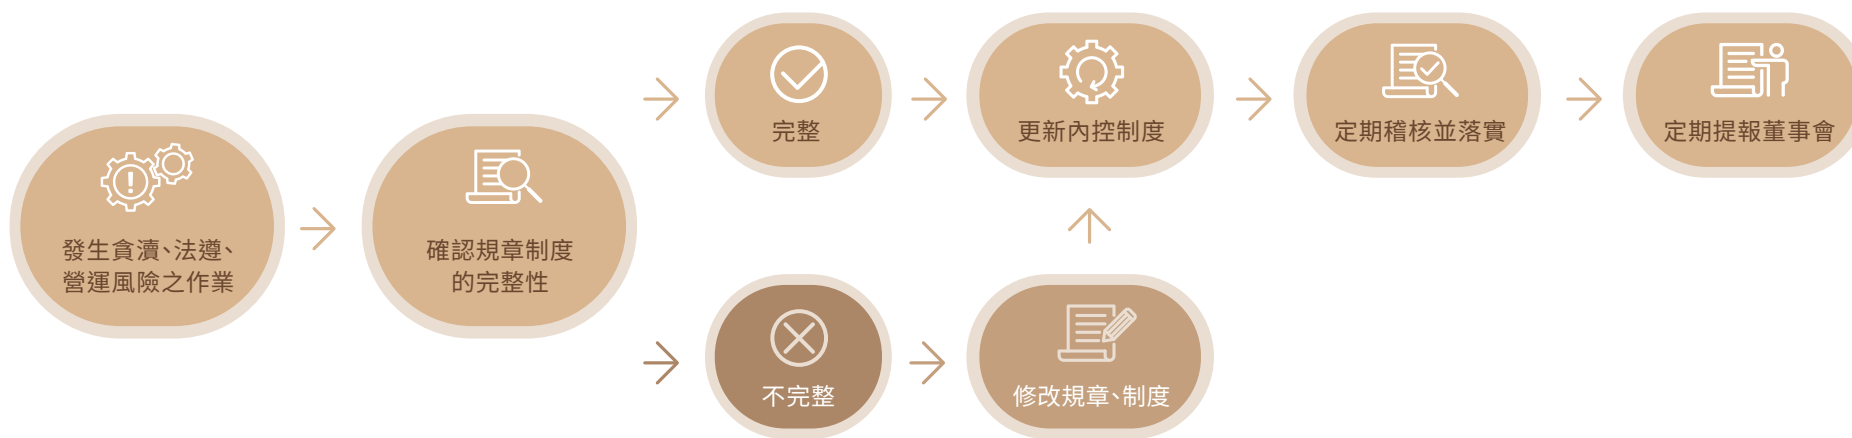 發生貪瀆、法遵、
營運風險之作業
確認規章制度
的完整性
完整
更新內控制度
定期稽核並落實
定期提報董事會
不完整
修改規章、制度